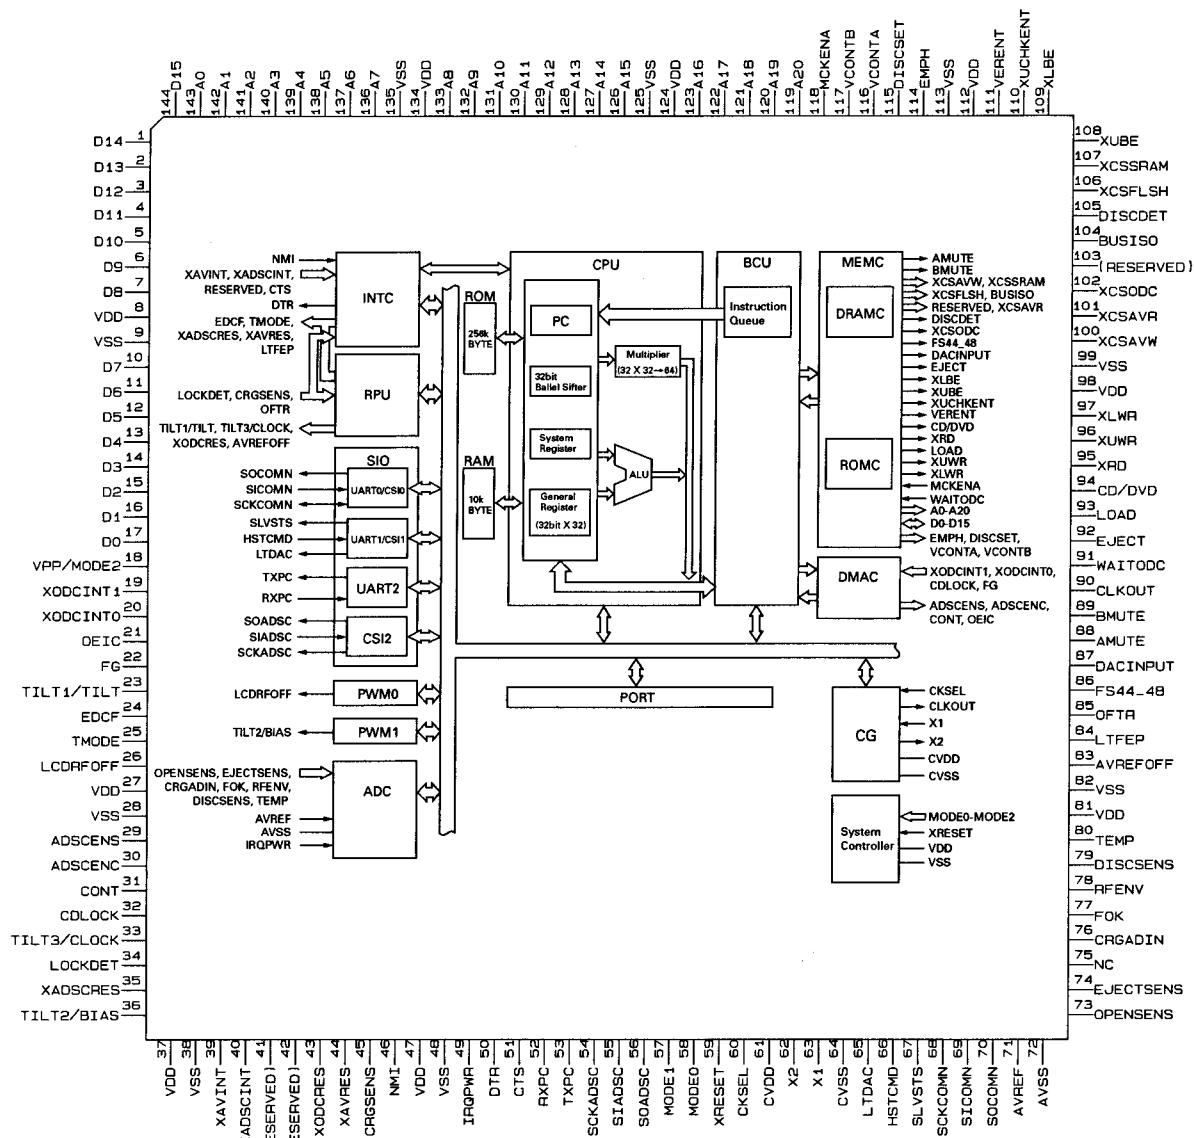 144 D15
143 A0
142 A1
141 A2
140 A3
139 A4
138 A5
137 A6
136 A7
135 VSS
134 VDD
133 A8
132 A9
131 A10
130 A11
129 A12
128 A13
127 A14
126 A15
125 VSS
124 VDD
123 A16
122 A17
121 A18
120 A19
119 A20
118 MCKENA
117 VCONTB
116 VCONTA
115 DISCSET
114 EMPH
113 VSS
112 VDD
111 VERENT
110 XUCHKENT
109 XLBE
D14 1
D13 2
D12 3
D11 4
D10 5
D9 6
D8 7
VDD 8
VSS 9
D7 10
D6 11
D5 12
D4 13
D3 14
D2 15
D1 16
D0 17
VPP/MODE2 18
XODCINT1 19
XODCINT0 20
OEIC 21
FG 22
TILT1/TILT 23
EDCF 24
TMODE 25
LCDRFOFF 26
VDD 27
VSS 28
ADSCENS 29
ADSCENC 30
CONT 31
CDLOCK 32
TILT3/CLOCK 33
LOCKDET 34
XADSCRES 35
TILT2/BIAS 36
NMI
XAVINT, XADSCINT,
RESERVED, CTS
DTR
EDCF, TMODE,
XADSCRES, XAVRES,
LTFEP
LOCKDET, CRGSENS,
OFTR
TILT1/TILT, TILT3/CLOCK,
XODCRES, AVREFOFF
INTC
RPU
SIO
SOCOMN
SICOMN
SCKCOMN
UART0/CSI0
SLVSTS
HSTCMD
LTDAC
UART1/CSI1
TXPC
RXPC
UART2
SOADSC
SIADSC
SCKADSC
CSI2
LCDRFOFF
PWM0
TILT2/BIAS
PWM1
OPENSENS, EJECTSENS,
CRGADIN, FOK, RFENV,
DISCSENS, TEMP
AVREF
AVSS
IRQPWR
ADC
ROM
256k
BYTE
RAM
10k
BYTE
CPU
PC
32bit
Ballel Sifter
System
Register
General
Register
(32bit X 32)
Multiplier
(32 X 32→64)
ALU
BCU
Instruction
Queue
PORT
MEMC
DRAMC
ROMC
AMUTE
BMUTE
XCSAVW, XCSSRAM
XCSFLSH, BUSISO
RESERVED, XCSAVR
DISCDET
XCSODC
FS44_48
DACINPUT
EJECT
XLBE
XUBE
XUCHKENT
VERENT
CD/DVD
XRD
LOAD
XUWR
XLWR
MCKENA
WAITODC
A0-A20
D0-D15
EMPH, DISCSET,
VCONTA, VCONTB
DMAC
XODCINT1, XODCINT0,
CDLOCK, FG
ADSCENS, ADSCENC,
CONT, OEIC
CG
CKSEL
CLKOUT
X1
X2
CVDD
CVSS
System
Controller
MODE0-MODE2
XRESET
VDD
VSS
108 XUBE
107 XCSSRAM
106 XCSFLSH
105 DISCDET
104 BUSISO
103 (RESERVED)
102 XCSODC
101 XCSAVR
100 XCSAVW
99 VSS
98 VDD
97 XLWR
96 XUWR
95 XRD
94 CD/DVD
93 LOAD
92 EJECT
91 WAITODC
90 CLKOUT
89 BMUTE
88 AMUTE
87 DACINPUT
86 FS44_48
85 OFTR
84 LTFEP
83 AVREFOFF
82 VSS
81 VDD
80 TEMP
79 DISCSENS
78 RFENV
77 FOK
76 CRGADIN
75 NC
74 EJECTSENS
73 OPENSENS
37 VDD
38 VSS
39 XAVINT
40 ADSCINT
41 ESERVED)
42 ESERVED)
43 XODCRES
44 XAVRES
45 CRGSENS
46 NMI
47 VDD
48 VSS
49 IRQPWR
50 DTR
51 CTS
52 RXPC
53 TXPC
54 SCKADSC
55 SIADSC
56 SOADSC
57 MODE1
58 MODE0
59 XRESET
60 CKSEL
61 CVDD
62 X2
63 X1
64 CVSS
65 LTDAC
66 HSTCMD
67 SLVSTS
68 SCKCOMN
69 SICOMN
70 SOCOMN
71 AVREF
72 AVSS